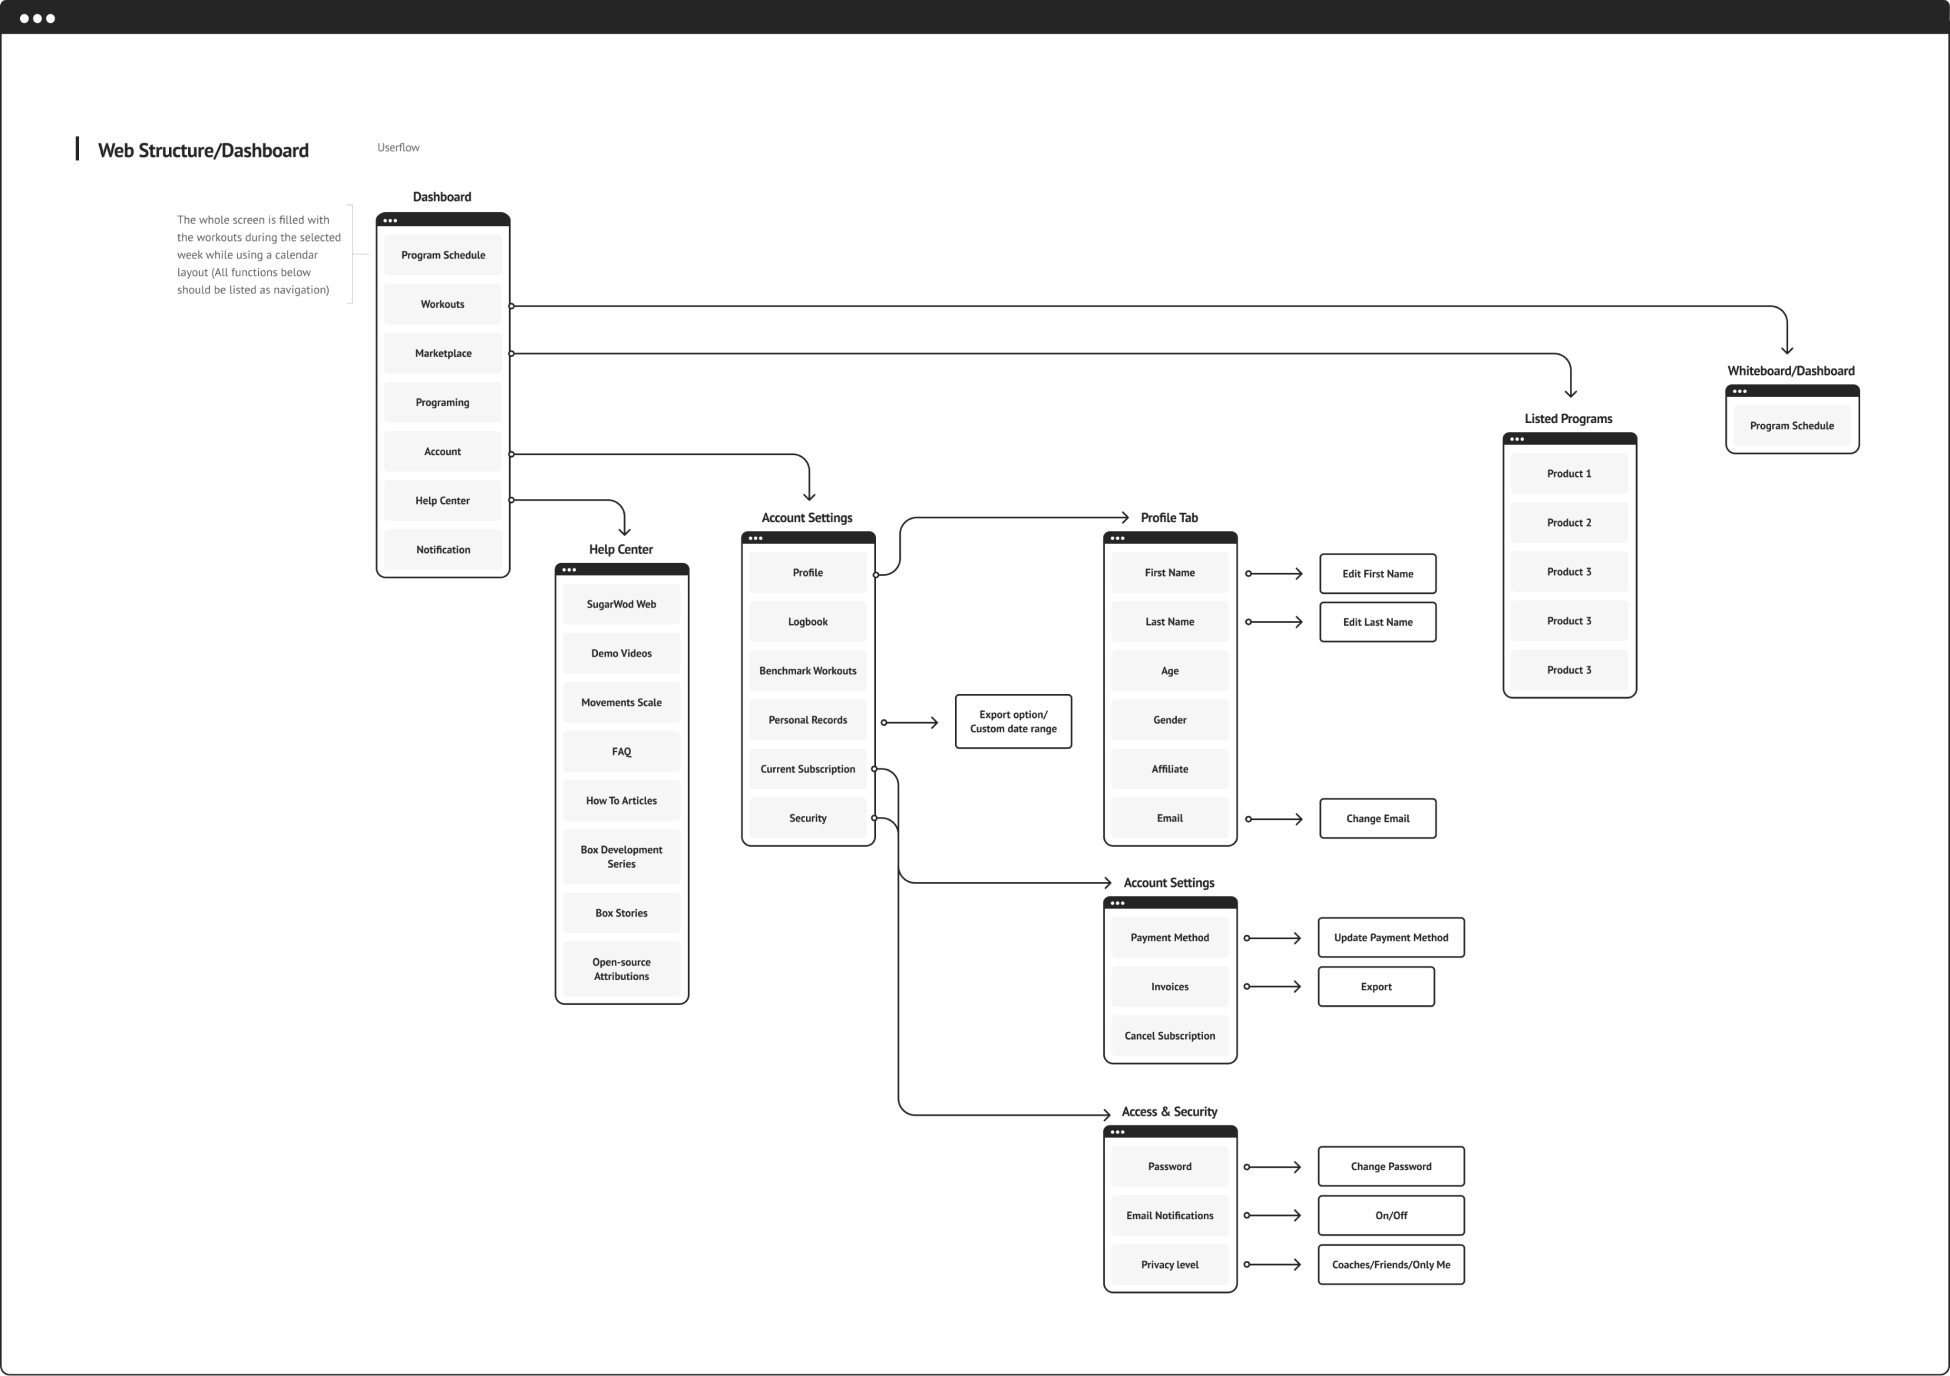 Web Structure/Dashboard
Userflow
The whole screen is filled with
the workouts during the selected
week while using a calendar
layout (All functions below
should be listed as navigation)
Dashboard
Program Schedule
Workouts
Marketplace
Programing
Account
Help Center
Notification
Help Center
SugarWod Web
Demo Videos
Movements Scale
FAQ
How To Articles
Box Development
Series
Box Stories
Open-source
Attributions
Account Settings
Profile
Logbook
Benchmark Workouts
Personal Records
Current Subscription
Security
Export option/
Custom date range
Profile Tab
First Name
Last Name
Age
Gender
Affiliate
Email
Edit First Name
Edit Last Name
Change Email
Account Settings
Payment Method
Invoices
Cancel Subscription
Update Payment Method
Export
Access & Security
Password
Email Notifications
Privacy level
Change Password
On/Off
Coaches/Friends/Only Me
Listed Programs
Product 1
Product 2
Product 3
Product 3
Product 3
Whiteboard/Dashboard
Program Schedule